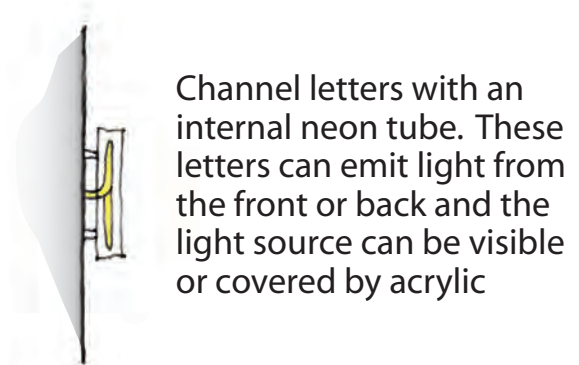 Channel letters with an
internal neon tube. These
letters can emit light from
the front or back and the
light source can be visible
or covered by acrylic